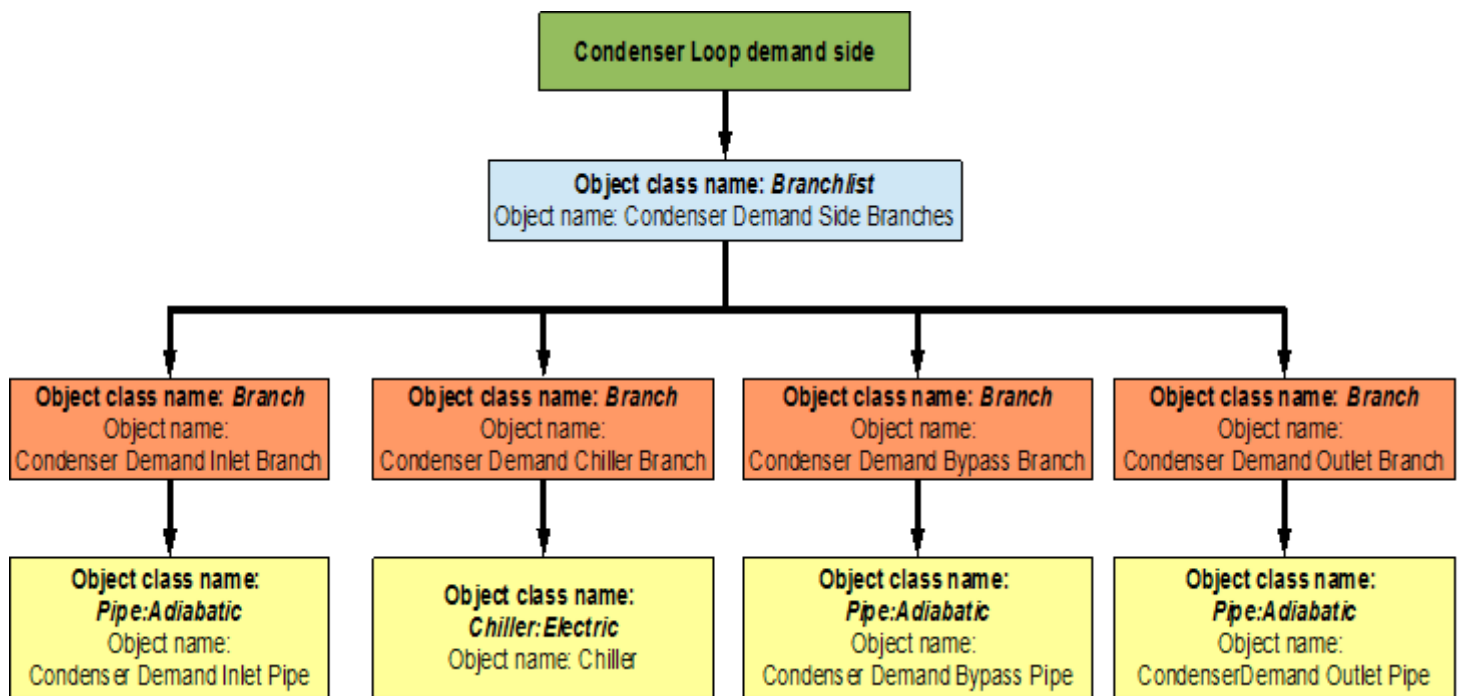 Condenser Loop demand side
Object class name: Branchlist
Object name: Condenser Demand Side Branches
Object class name: Branch
Object name:
Condenser Demand Inlet Branch
Object class name: Branch
Object name:
Condenser Demand Chiller Branch
Object class name: Branch
Object name:
Condenser Demand Bypass Branch
Object class name: Branch
Object name:
Condenser Demand Outlet Branch
Object class name:
Pipe:Adiabatic
Object name:
Condenser Demand Inlet Pipe
Object class name:
Chiller:Electric
Object name: Chiller
Object class name:
Pipe:Adiabatic
Object name:
Condenser Demand Bypass Pipe
Object class name:
Pipe:Adiabatic
Object name:
CondenserDemand Outlet Pipe